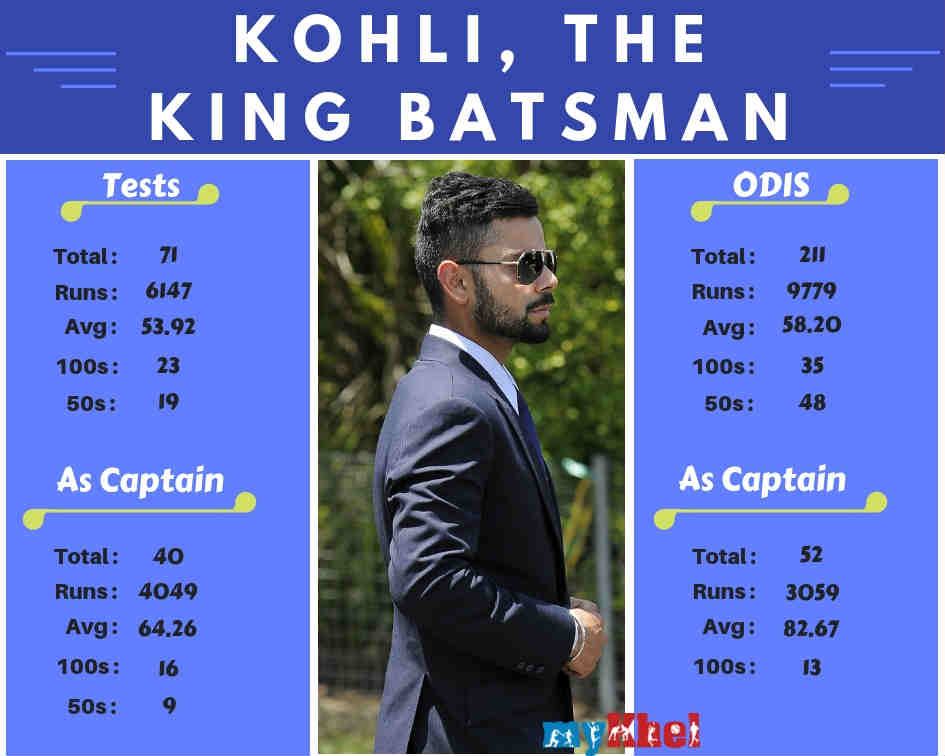 KOHLI, THE
KING BATSMAN
Tests
Total: 71
Runs: 6147
Avg: 53.92
100s: 23
50s: 19
As Captain
Total: 40
Runs: 4049
Avg: 64.26
100s: 16
50s: 9
ODIS
Total: 211
Runs: 9779
Avg: 58.20
100s: 35
50s: 48
As Captain
Total: 52
Runs: 3059
Avg: 82.67
100s: 13
myKhel